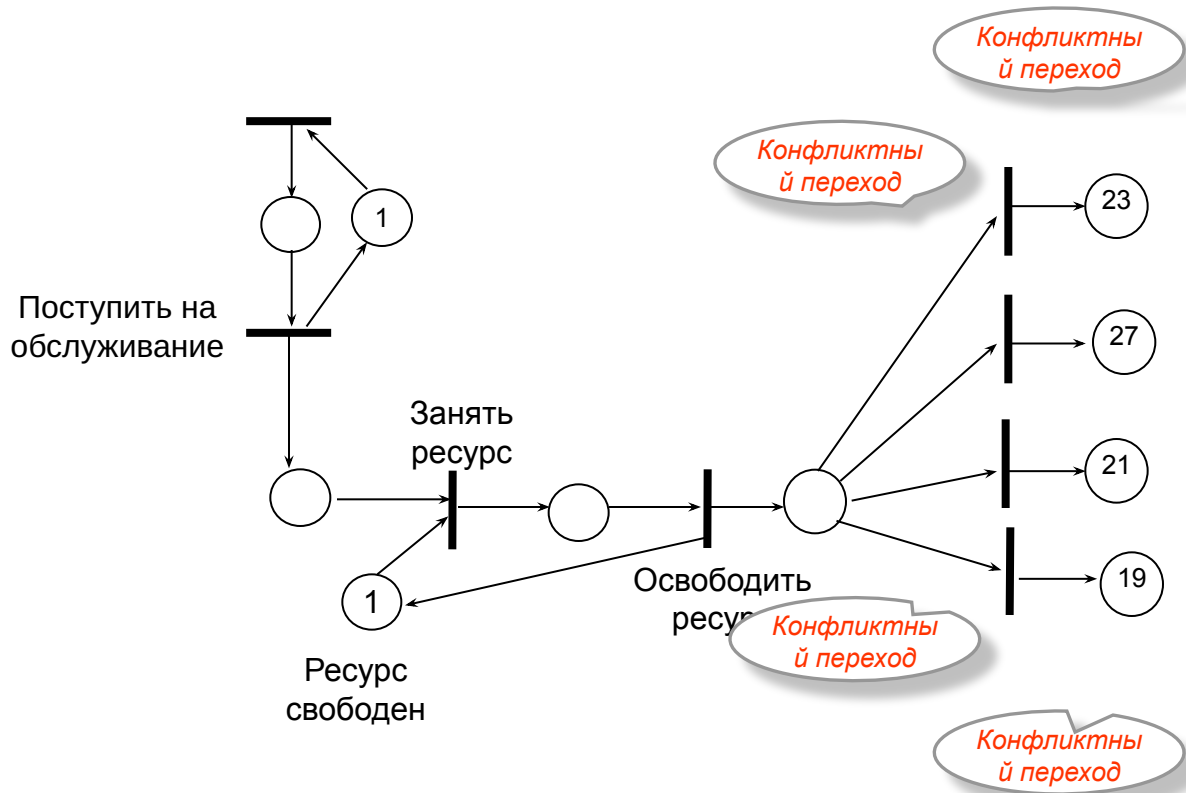 Конфликтны
й переход
Конфликтны
й переход
23
1
Поступить на
обслуживание
27
Занять
ресурс
21
Освободить
19
1
Конфликтны
й переход
Ресурс
свободен
Конфликтны
й переход